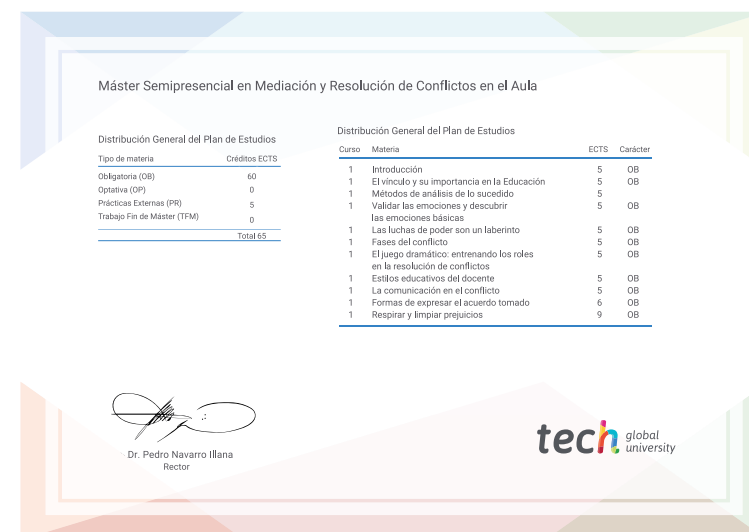 Máster Semipresencial en Mediación y Resolución de Conflictos en el Aula
Distribución General del Plan de Estudios
Tipo de materia Créditos ECTS
Obligatoria (OB) 60
Optativa (OP) 0
Prácticas Externas (PR) 5
Trabajo Fin de Máster (TFM) 0
Total 65
Distribución General del Plan de Estudios
Curso Materia ECTS Carácter
1 Introducción 5 OB
1 El vínculo y su importancia en la Educación 5 OB
1 Métodos de análisis de lo sucedido 5
1 Validar las emociones y descubrir 5 OB
las emociones básicas
1 Las luchas de poder son un laberinto 5 OB
1 Fases del conflicto 5 OB
1 El juego dramático: entrenando los roles 5 OB
en la resolución de conflictos
1 Estilos educativos del docente 5 OB
1 La comunicación en el conflicto 5 OB
1 Formas de expresar el acuerdo tomado 6 OB
1 Respirar y limpiar prejuicios 9 OB
Dr. Pedro Navarro Illana
Rector
tech global
university